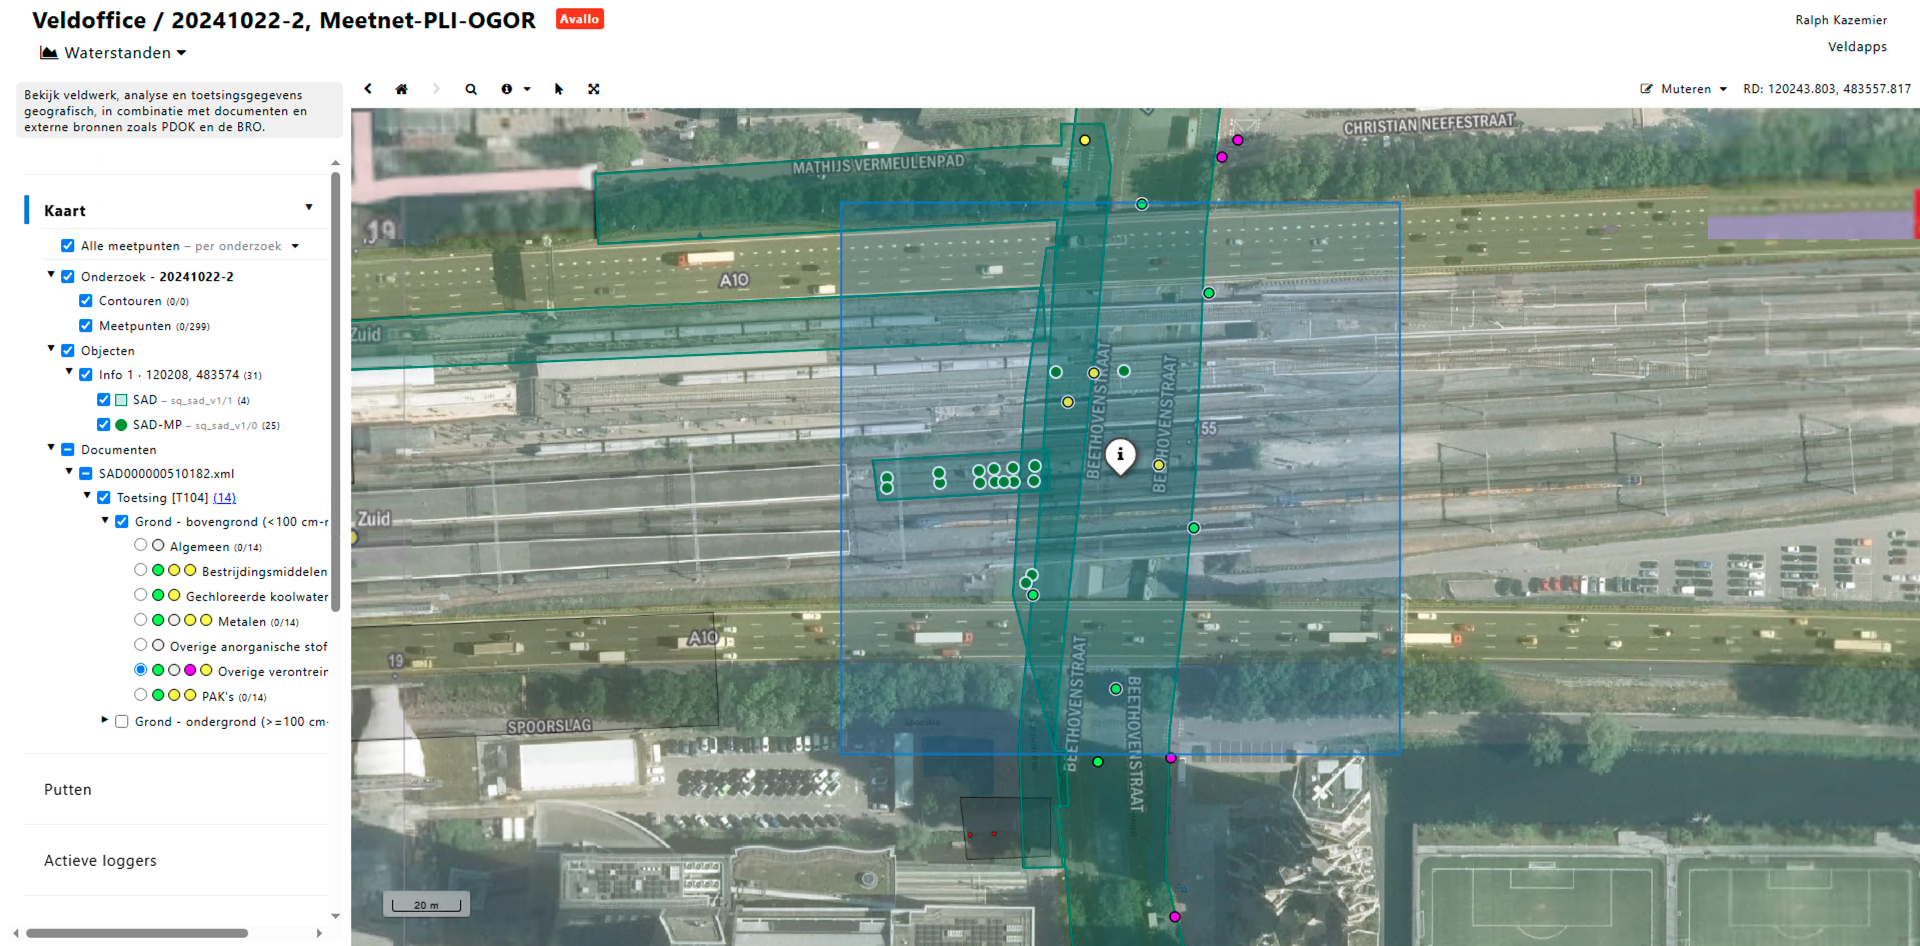 Veldoffice / 20241022-2, Meetnet-PLI-OGOR
Avallo
Ralph Kazemier
Waterstanden
Veldapps
Bekijk veldwerk, analyse en toetsingsgegevens
geografisch, in combinatie met documenten en
externe bronnen zoals PDOK en de BRO.
Muteren
RD: 120243.803, 483557.817
Kaart
Alle meetpunten – per onderzoek
Onderzoek - 20241022-2
Contouren (0/0)
Meetpunten (0/299)
Objecten
Info 1 · 120208, 483574 (31)
SAD – sq_sad_v1/1 (4)
SAD-MP – sq_sad_v1/0 (25)
Documenten
SAD000000510182.xml
Toetsing [T104] (14)
Grond - bovengrond (<100 cm-m
Algemeen (0/14)
Bestrijdingsmiddelen
Gechloreerde koolwater
Metalen (0/14)
Overige anorganische stof
Overige verontrein
PAK's (0/14)
Grond - ondergrond (>=100 cm-
Putten
Actieve loggers
CHRISTIAN NEEFESTRAAT
MATHIJS VERMEULENPAD
19
A10
Zuid
BEETHOVENSTRAAT
BEETHOVENSTRAAT
55
i
Zuid
A10
19
SPOORSLAG
BEETHOVENSTRAAT
BEETHOVENSTRAAT
20 m